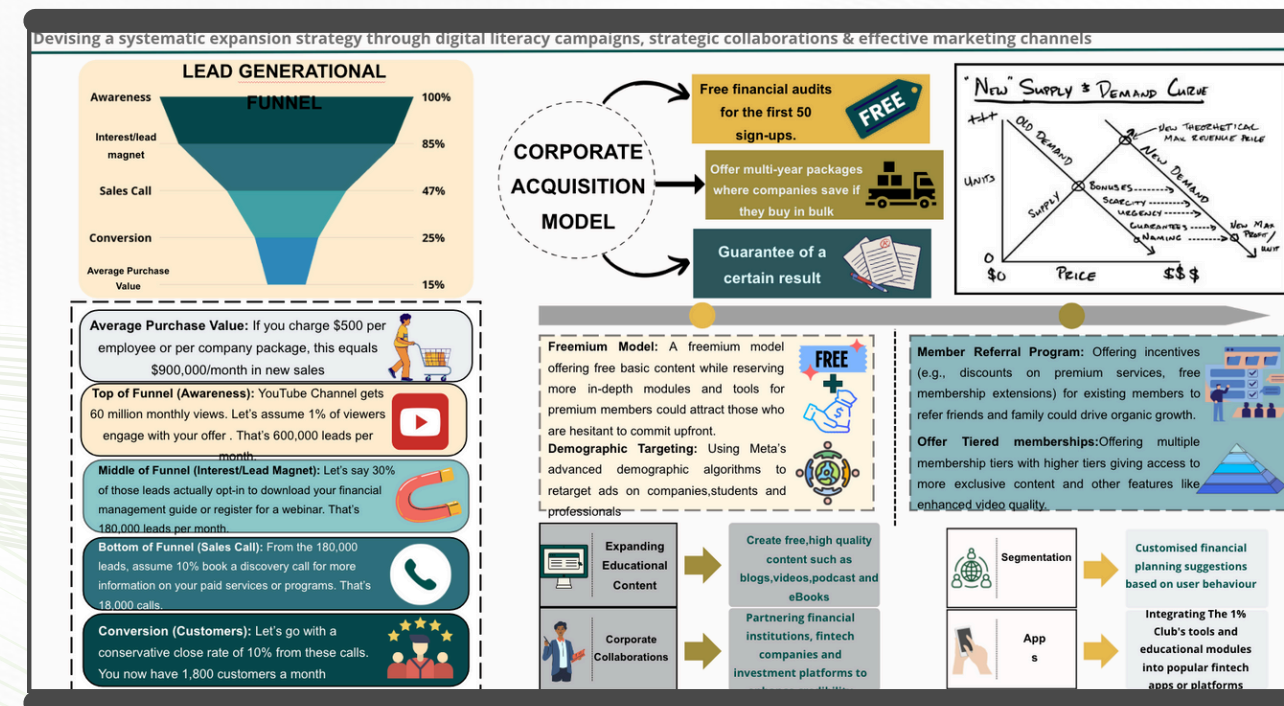 Devising a systematic expansion strategy through digital literacy campaigns, strategic collaborations & effective marketing channels
LEAD GENERATIONAL
FUNNEL
Awareness
100%
Interest/lead
magnet
85%
Sales Call
47%
Conversion
25%
Average Purchase
Value
15%
CORPORATE
ACQUISITION
MODEL
Free financial audits
for the first 50
sign-ups.
FREE
Offer multi-year packages
where companies save if
they buy in bulk
Guarantee of a
certain result
"NEW" SUPPLY & DEMAND CURVE
+++
OLD DEMAND
NEW THEORHETICAL
MAX REVENUE PRICE
NEW DEMAND
UNITS
SUPPLY
BONUSES
SCARCITY
URGENCY
GUARANTEES
NAMING
NEW MAX
PROFIT/
UNIT
0
$0
PRICE
$$$
Average Purchase Value: If you charge $500 per
employee or per company package, this equals
$900,000/month in new sales
Top of Funnel (Awareness): YouTube Channel gets
60 million monthly views. Let's assume 1% of viewers
engage with your offer . That's 600,000 leads per
month.
Middle of Funnel (Interest/Lead Magnet): Let's say 30%
of those leads actually opt-in to download your financial
management guide or register for a webinar. That's
180,000 leads per month.
Bottom of Funnel (Sales Call): From the 180,000
leads, assume 10% book a discovery call for more
information on your paid services or programs. That's
18,000 calls.
Conversion (Customers): Let's go with a
conservative close rate of 10% from these calls.
You now have 1,800 customers a month
Freemium Model: A freemium model
offering free basic content while reserving
more in-depth modules and tools for
premium members could attract those who
are hesitant to commit upfront.
Demographic Targeting: Using Meta's
advanced demographic algorithms to
retarget ads on companies,students and
professionals
FREE
Member Referral Program: Offering incentives
(e.g., discounts on premium services, free
membership extensions) for existing members to
refer friends and family could drive organic growth.
Offer Tiered memberships:Offering multiple
membership tiers with higher tiers giving access to
more exclusive content and other features like
enhanced video quality.
Expanding
Educational
Content
Create free,high quality
content such as
blogs,videos,podcast and
eBooks
Corporate
Collaborations
Partnering financial
institutions, fintech
companies and
investment platforms to
Segmentation
Customised financial
planning suggestions
based on user behaviour
App
s
Integrating The 1%
Club's tools and
educational modules
into popular fintech
apps or platforms